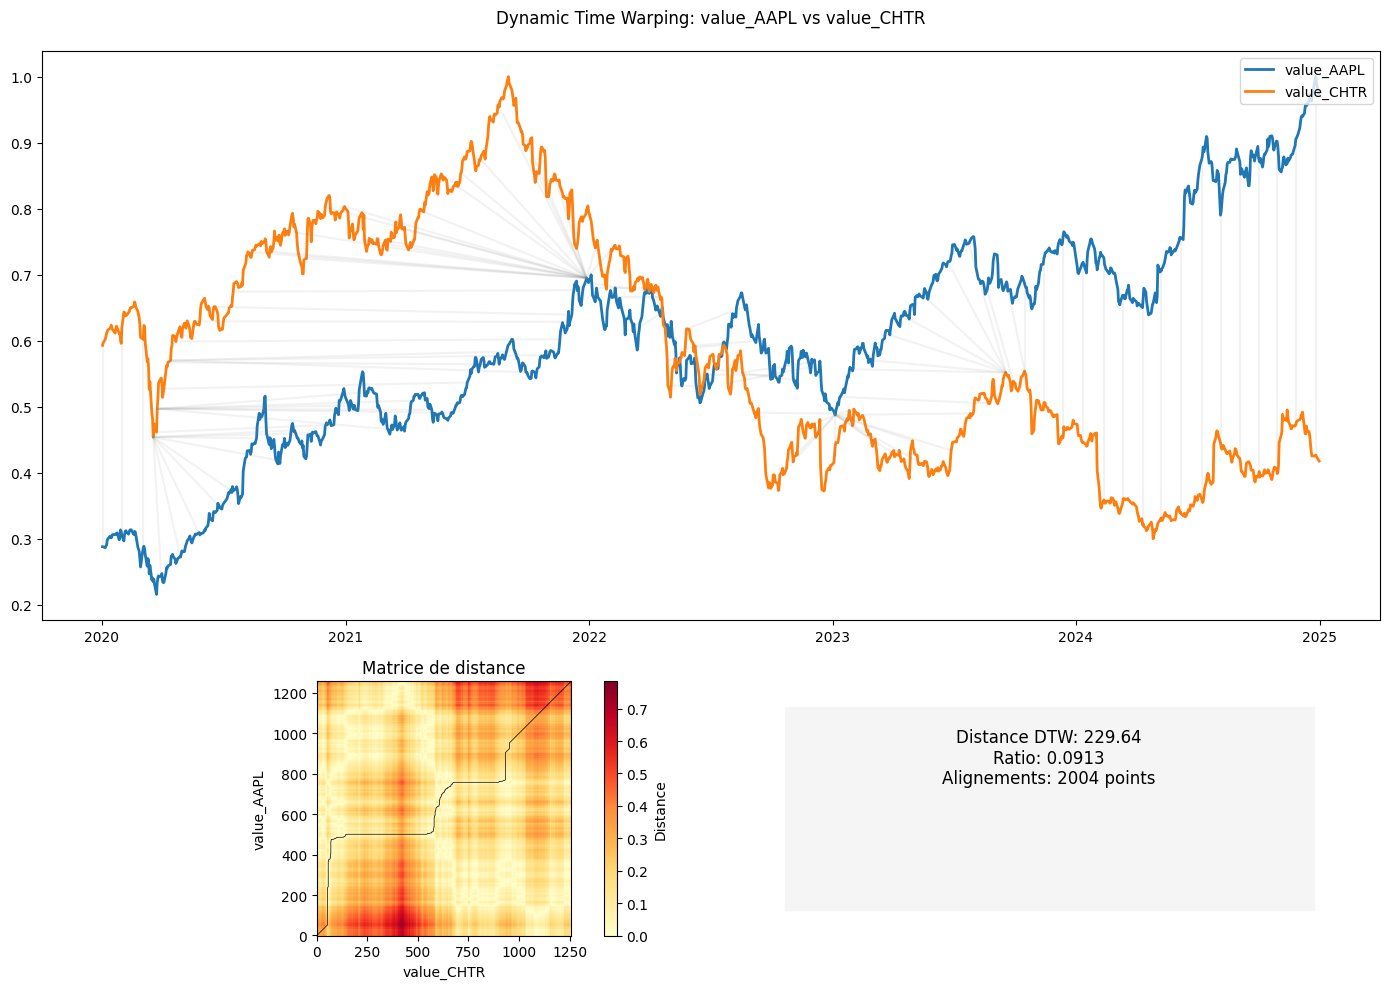 Dynamic Time Warping: value_AAPL vs value_CHTR
value_AAPL
value_CHTR
1.0
0.9
0.8
0.7
0.6
0.5
0.4
0.3
0.2
2020 2021 2022 2023 2024 2025
Matrice de distance
1200
1000
800
600
400
200
0
value_AAPL
0 250 500 750 1000 1250
value_CHTR
0.7
0.6
0.5
0.4
0.3
0.2
0.1
0.0
Distance
Distance DTW: 229.64
Ratio: 0.0913
Alignements: 2004 points